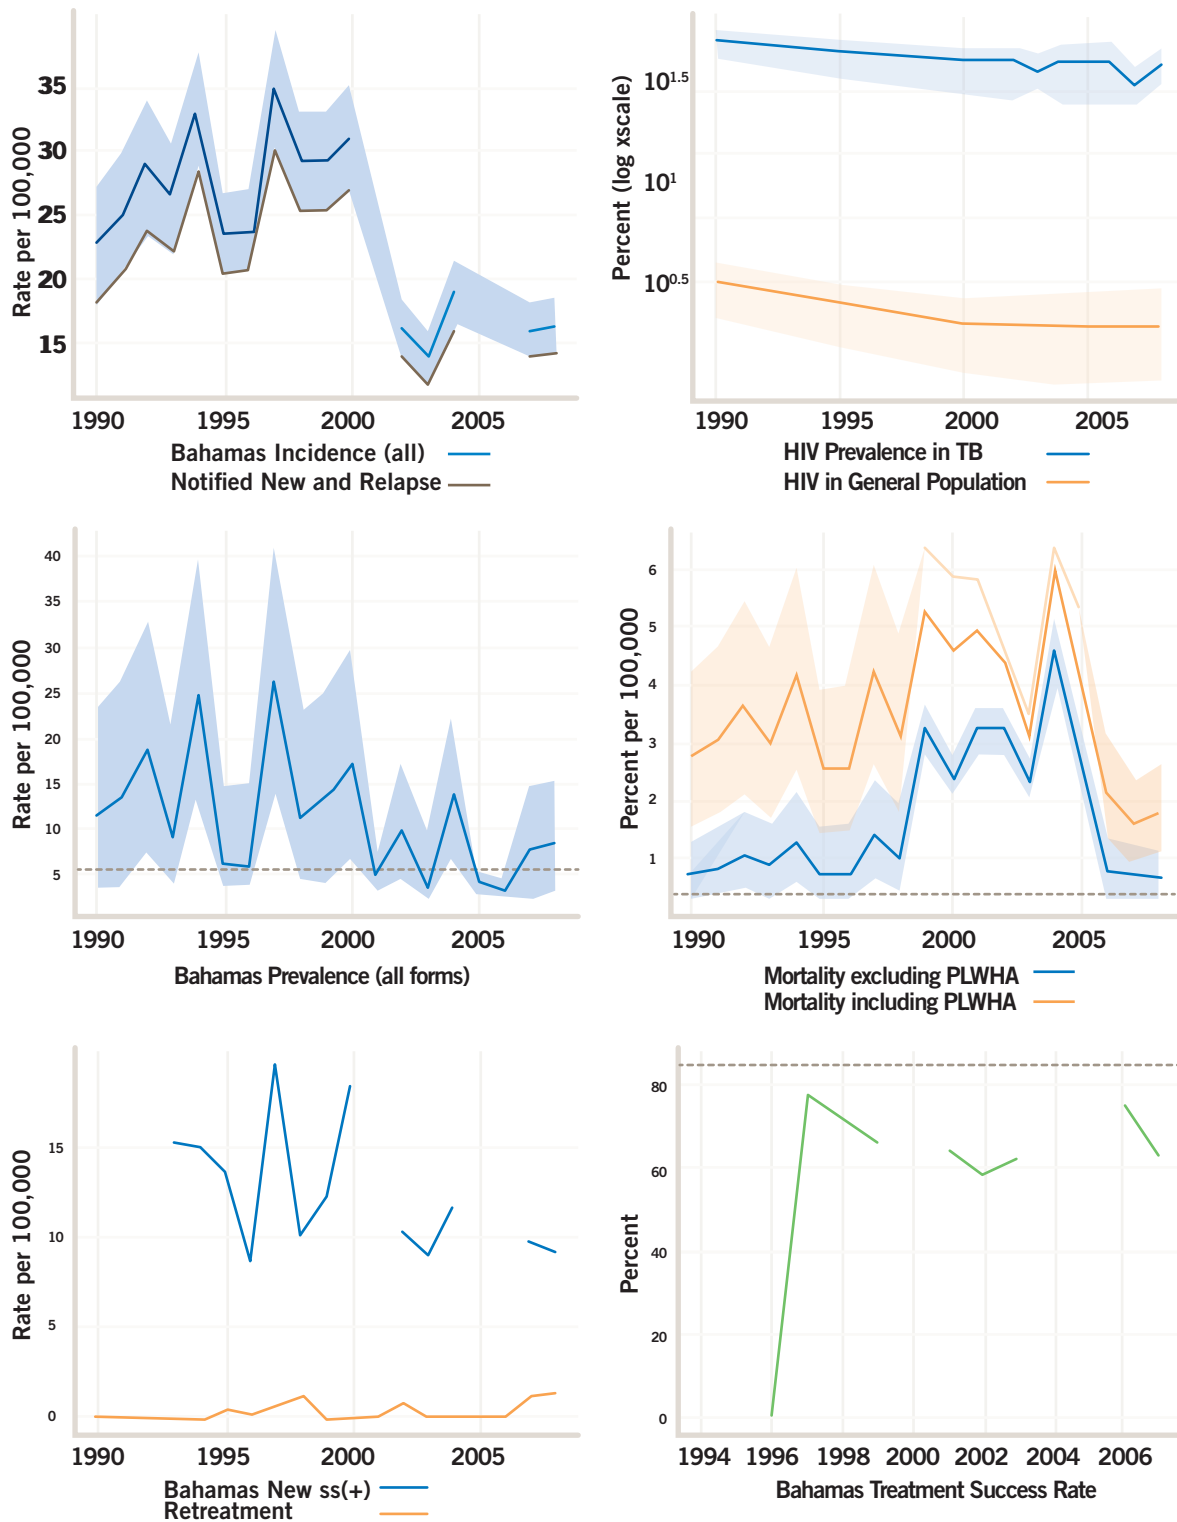 Rate per 100,000
35
30
25
20
15
1990 1995 2000 2005
Bahamas Incidence (all)
Notified New and Relapse
Percent (log xscale)
10^1.5
10^1
10^0.5
1990 1995 2000 2005
HIV Prevalence in TB
HIV in General Population
Rate per 100,000
40
35
30
25
20
15
10
5
1990 1995 2000 2005
Bahamas Prevalence (all forms)
Percent per 100,000
6
5
4
3
2
1
1990 1995 2000 2005
Mortality excluding PLWHA
Mortality including PLWHA
Rate per 100,000
15
10
5
0
1990 1995 2000 2005
Bahamas New ss(+)
Retreatment
Percent
80
60
40
20
0
1994 1996 1998 2000 2002 2004 2006
Bahamas Treatment Success Rate